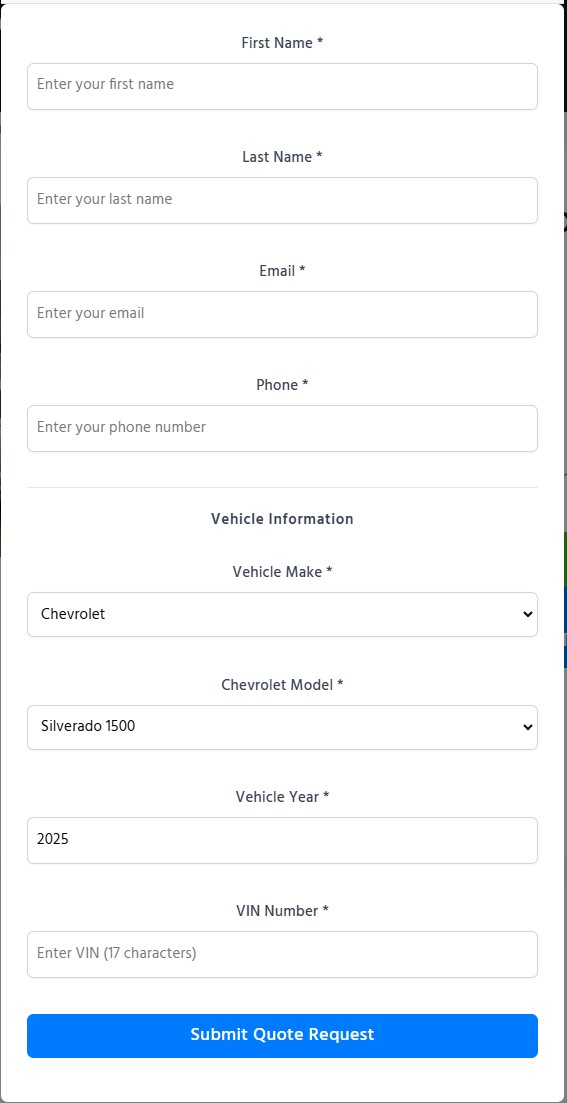 First Name *
Enter your first name
Last Name *
Enter your last name
Email *
Enter your email
Phone *
Enter your phone number
Vehicle Information
Vehicle Make *
Chevrolet
Chevrolet Model *
Silverado 1500
Vehicle Year *
2025
VIN Number *
Enter VIN (17 characters)
Submit Quote Request